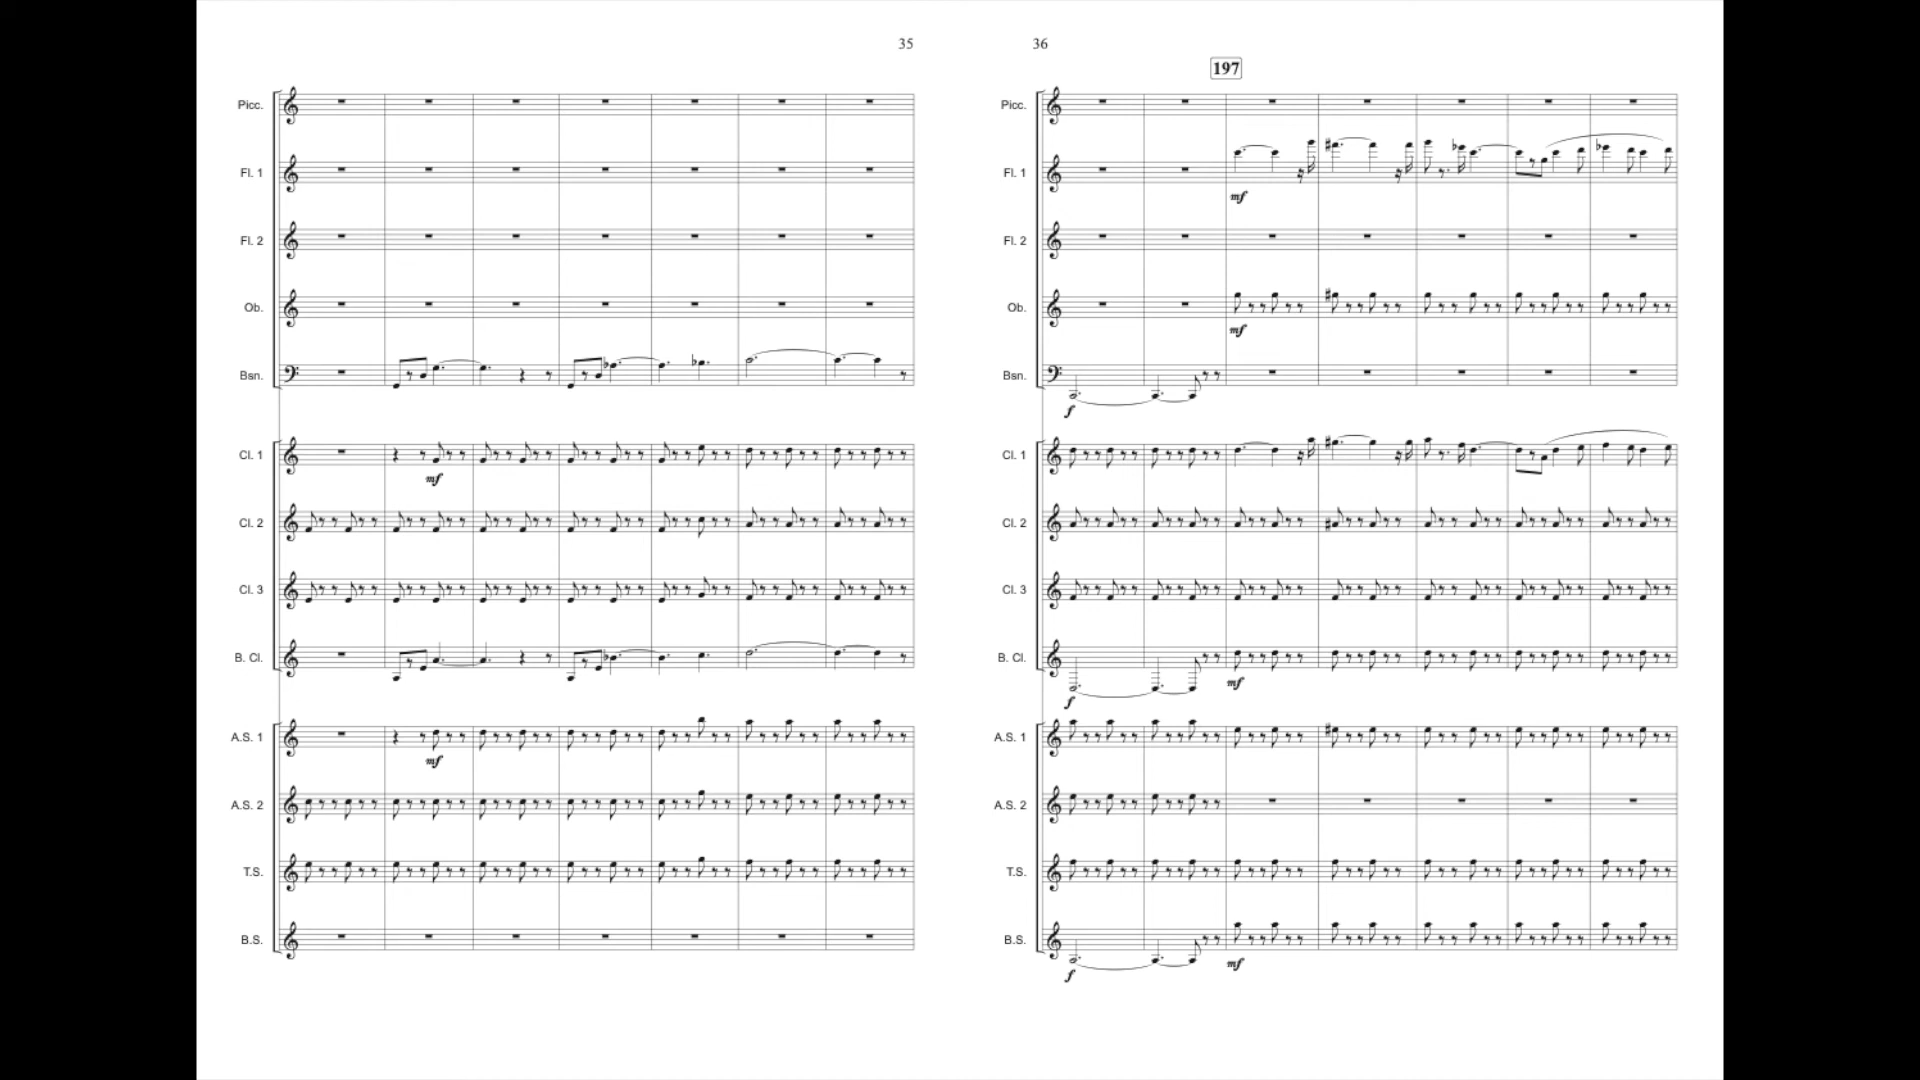 35
Picc.
Fl. 1
Fl. 2
Ob.
Bsn.
Cl. 1
mf
Cl. 2
Cl. 3
B. Cl.
A.S. 1
mf
A.S. 2
T.S.
B.S.
36
197
Picc.
Fl. 1
mf
Fl. 2
Ob.
mf
Bsn.
f
Cl. 1
Cl. 2
Cl. 3
B. Cl.
mf
f
A.S. 1
A.S. 2
T.S.
B.S.
mf
f